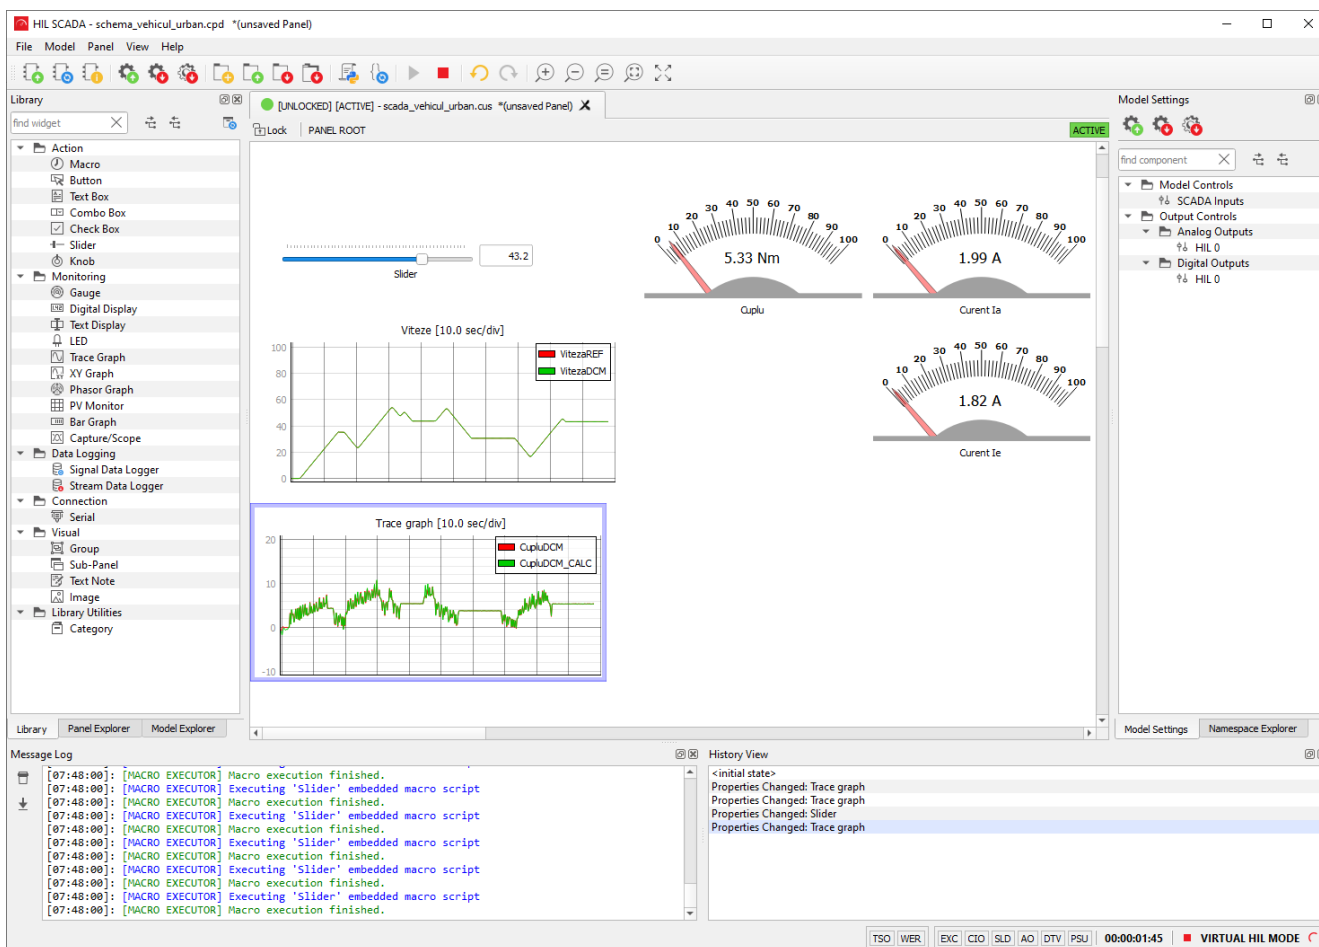 HIL SCADA - schema_vehicul_urban.cpd   *(unsaved Panel)
File Model Panel View Help
Library
find widget
Action
Macro
Button
Text Box
Combo Box
Check Box
Slider
Knob
Monitoring
Gauge
Digital Display
Text Display
LED
Trace Graph
XY Graph
Phasor Graph
PV Monitor
Bar Graph
Capture/Scope
Data Logging
Signal Data Logger
Stream Data Logger
Connection
Serial
Visual
Group
Sub-Panel
Text Note
Image
Library Utilities
Category
Library Panel Explorer Model Explorer
[UNLOCKED] [ACTIVE] - scada_vehicul_urban.cus   *(unsaved Panel)
Lock PANEL ROOT ACTIVE
43.2
Slider
0 10 20 30 40 50 60 70 80 90 100
5.33 Nm
Cuplu
0 10 20 30 40 50 60 70 80 90 100
1.99 A
Curent Ia
0 10 20 30 40 50 60 70 80 90 100
1.82 A
Curent Ie
Viteze [10.0 sec/div]
VitezaREF
VitezaDCM
100
80
60
40
20
0
Trace graph [10.0 sec/div]
CupluDCM
CupluDCM_CALC
20
10
0
-10
Model Settings
find component
Model Controls
SCADA Inputs
Output Controls
Analog Outputs
HIL 0
Digital Outputs
HIL 0
Model Settings Namespace Explorer
Message Log
[07:48:00]: [MACRO EXECUTOR] Executing 'Slider' embedded macro script
[07:48:00]: [MACRO EXECUTOR] Macro execution finished.
[07:48:00]: [MACRO EXECUTOR] Executing 'Slider' embedded macro script
[07:48:00]: [MACRO EXECUTOR] Macro execution finished.
[07:48:00]: [MACRO EXECUTOR] Executing 'Slider' embedded macro script
[07:48:00]: [MACRO EXECUTOR] Macro execution finished.
[07:48:00]: [MACRO EXECUTOR] Executing 'Slider' embedded macro script
[07:48:00]: [MACRO EXECUTOR] Macro execution finished.
[07:48:00]: [MACRO EXECUTOR] Executing 'Slider' embedded macro script
[07:48:00]: [MACRO EXECUTOR] Macro execution finished.
[07:48:00]: [MACRO EXECUTOR] Executing 'Slider' embedded macro script
[07:48:00]: [MACRO EXECUTOR] Macro execution finished.
History View
<initial state>
Properties Changed: Trace graph
Properties Changed: Trace graph
Properties Changed: Slider
Properties Changed: Trace graph
TSO WER EXC CIO SLD AO DTV PSU 00:00:01:45 VIRTUAL HIL MODE